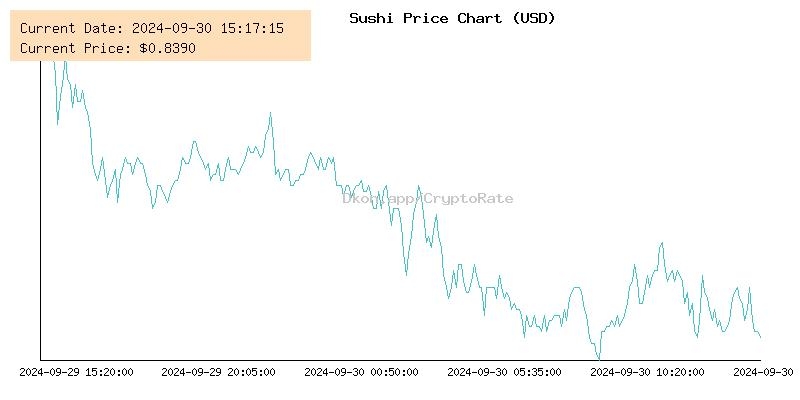 Sushi Price Chart (USD)
Current Date: 2024-09-30 15:17:15
Current Price: $0.8390
Dkon.app/CryptoRate
2024-09-29 15:20:00
2024-09-29 20:05:00
2024-09-30 00:50:00
2024-09-30 05:35:00
2024-09-30 10:20:00
2024-09-30